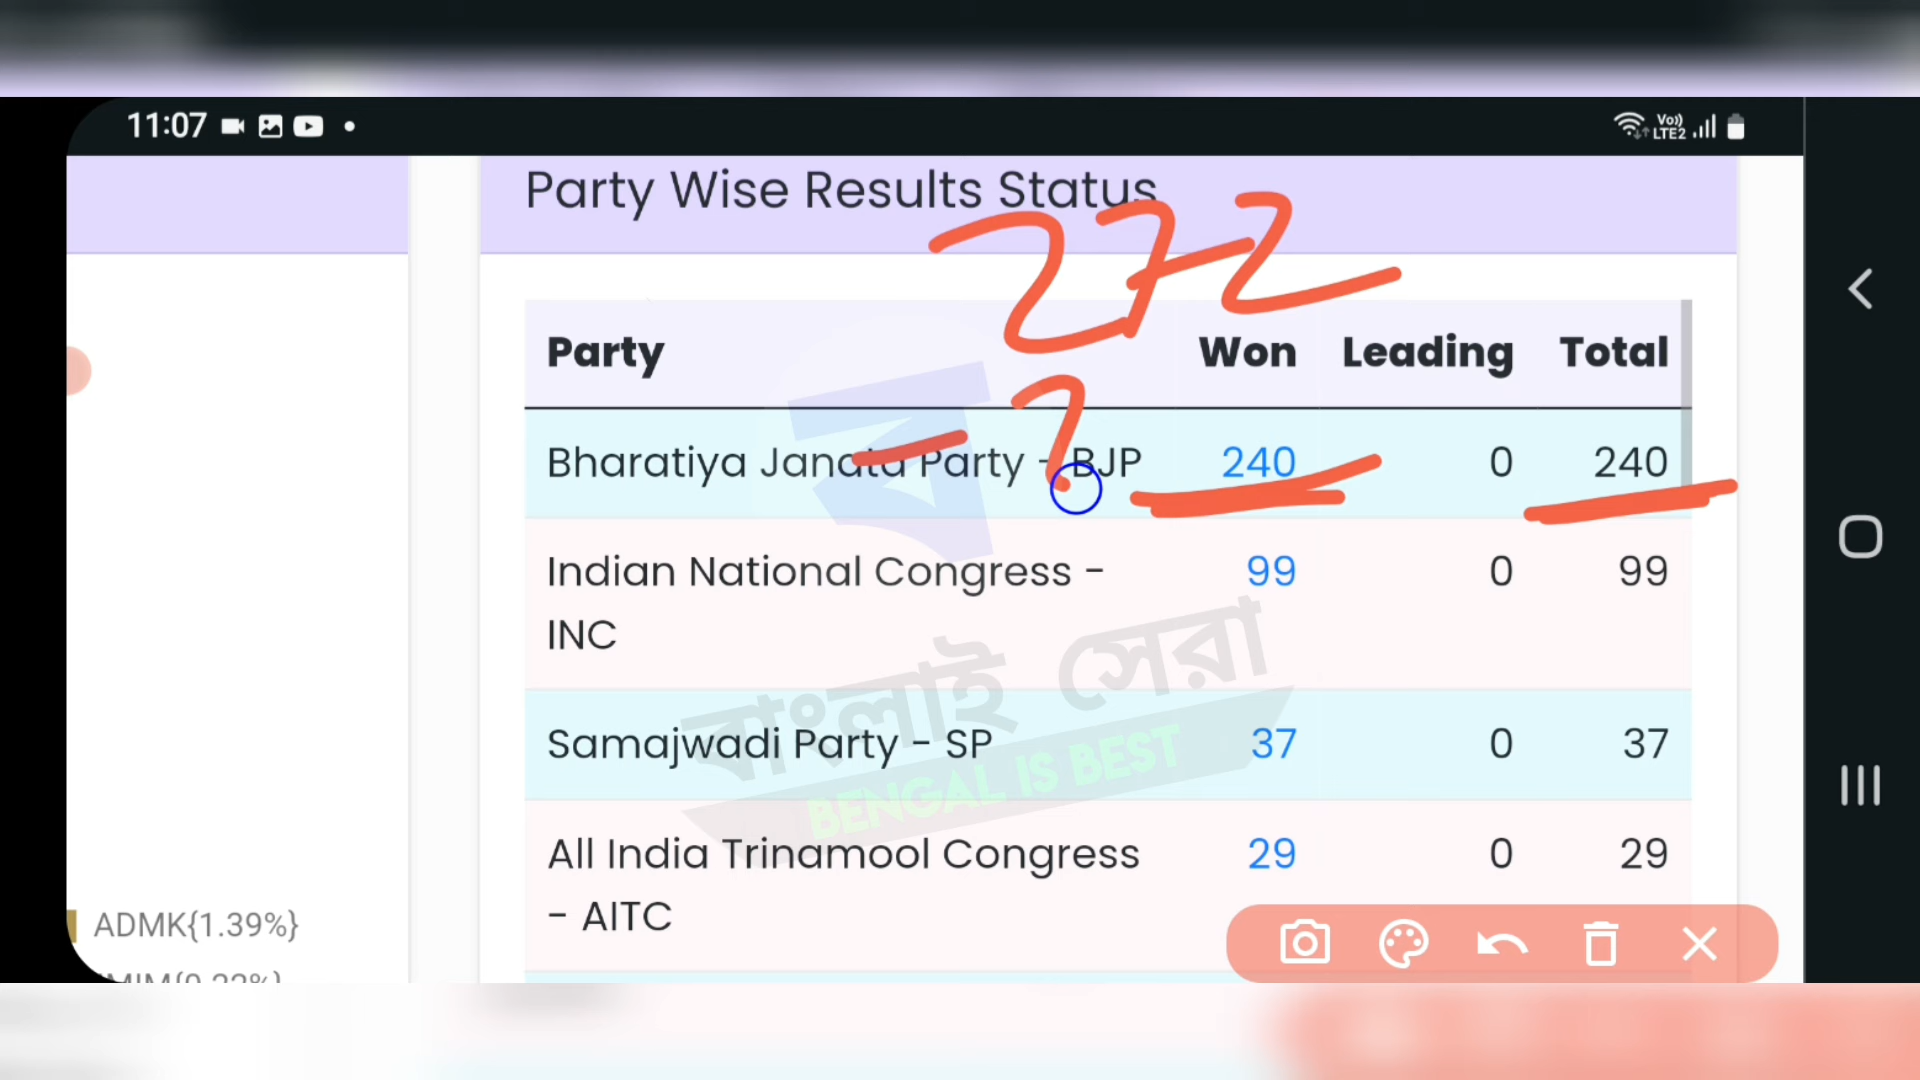 11:07
Vo))
LTE2
Party Wise Results Status
272
Party Won Leading Total
Bharatiya Janata Party - BJP 240 0 240
Indian National Congress - 99 0 99
INC
বাংলাই সেরা
Samajwadi Party - SP 37 0 37
BENGAL IS BEST
All India Trinamool Congress 29 0 29
- AITC
ADMK{1.39%}